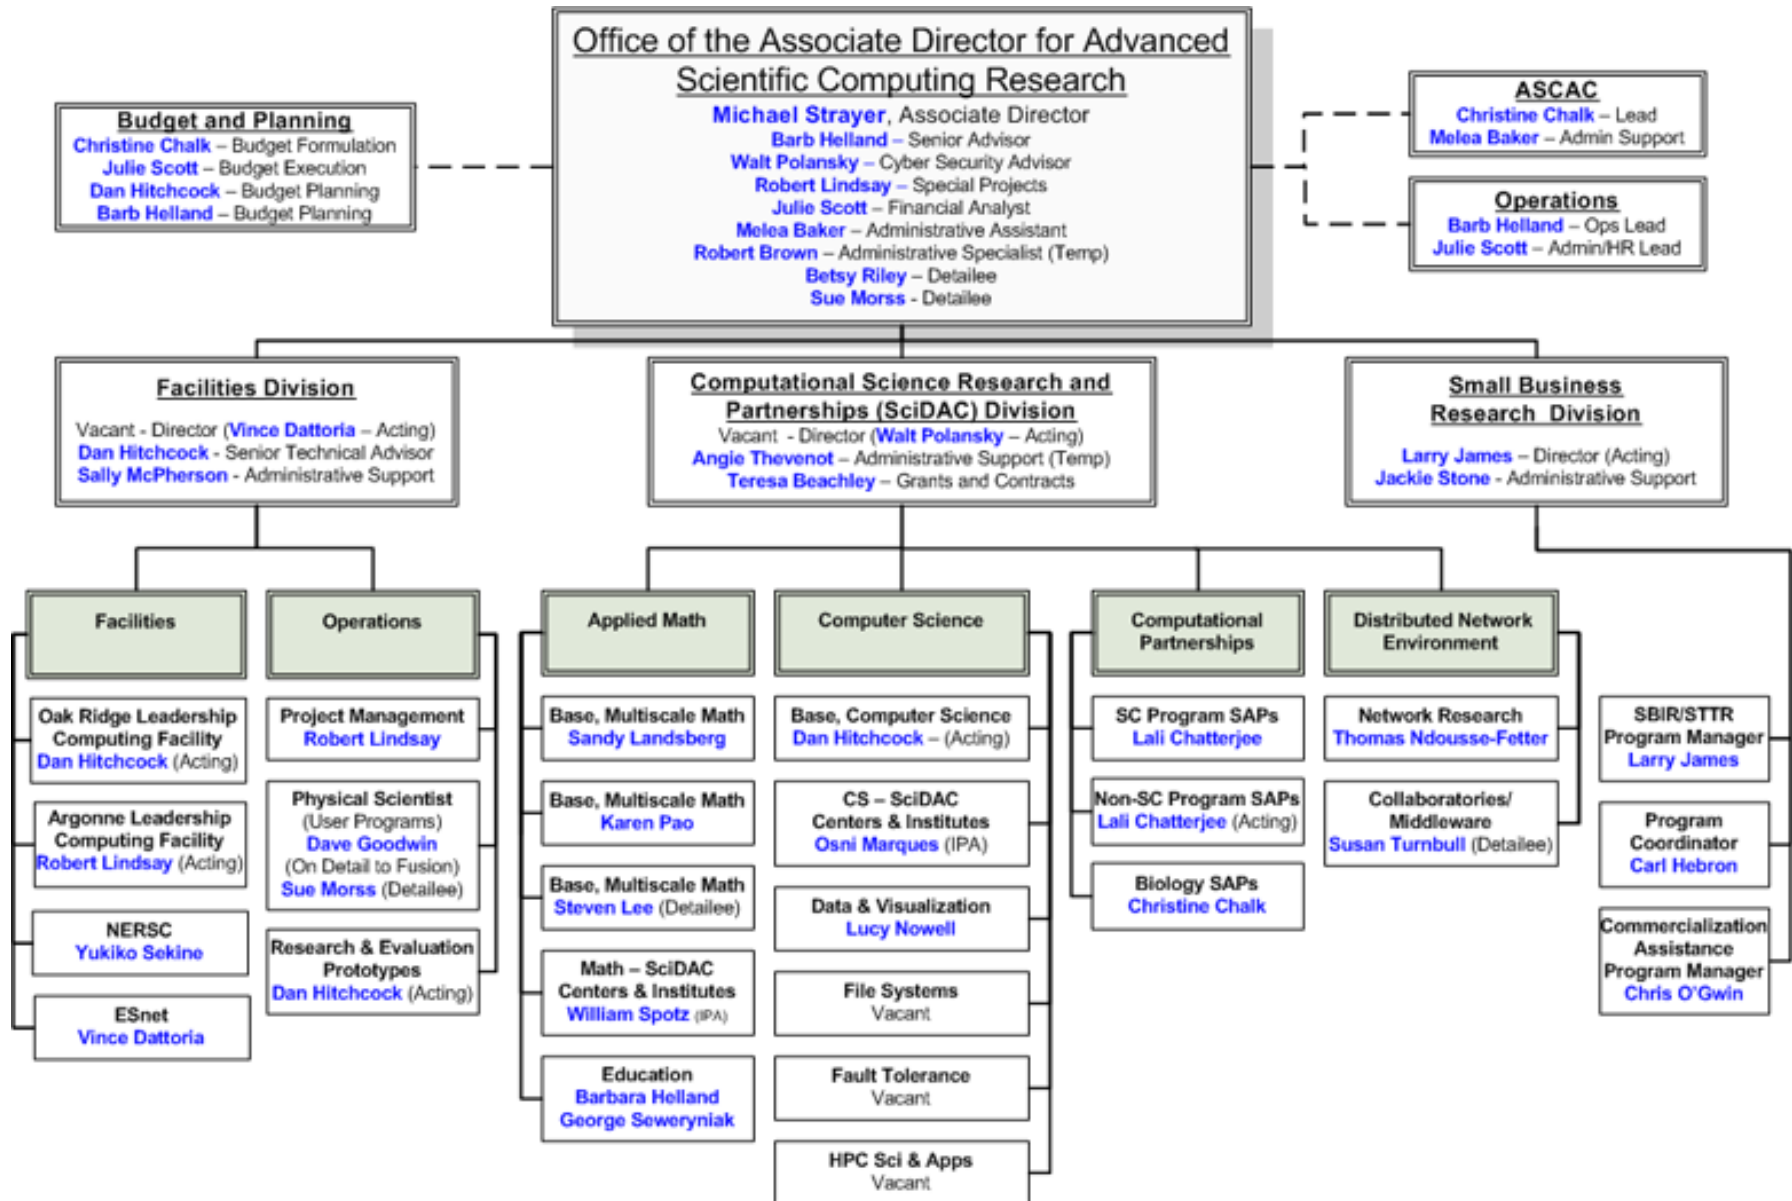 Office of the Associate Director for Advanced
Scientific Computing Research
Michael Strayer, Associate Director
Barb Helland – Senior Advisor
Walt Polansky – Cyber Security Advisor
Robert Lindsay – Special Projects
Julie Scott – Financial Analyst
Melea Baker – Administrative Assistant
Robert Brown – Administrative Specialist (Temp)
Betsy Riley – Detailee
Sue Morss - Detailee
Budget and Planning
Christine Chalk – Budget Formulation
Julie Scott – Budget Execution
Dan Hitchcock – Budget Planning
Barb Helland – Budget Planning
ASCAC
Christine Chalk – Lead
Melea Baker – Admin Support
Operations
Barb Helland – Ops Lead
Julie Scott – Admin/HR Lead
Facilities Division
Vacant - Director (Vince Dattoria – Acting)
Dan Hitchcock - Senior Technical Advisor
Sally McPherson - Administrative Support
Computational Science Research and
Partnerships (SciDAC) Division
Vacant - Director (Walt Polansky – Acting)
Angie Thevenot – Administrative Support (Temp)
Teresa Beachley – Grants and Contracts
Small Business
Research Division
Larry James – Director (Acting)
Jackie Stone - Administrative Support
Facilities
Oak Ridge Leadership
Computing Facility
Dan Hitchcock (Acting)
Argonne Leadership
Computing Facility
Robert Lindsay (Acting)
NERSC
Yukiko Sekine
ESnet
Vince Dattoria
Operations
Project Management
Robert Lindsay
Physical Scientist
(User Programs)
Dave Goodwin
(On Detail to Fusion)
Sue Morss (Detailee)
Research & Evaluation
Prototypes
Dan Hitchcock (Acting)
Applied Math
Base, Multiscale Math
Sandy Landsberg
Base, Multiscale Math
Karen Pao
Base, Multiscale Math
Steven Lee (Detailee)
Math – SciDAC
Centers & Institutes
William Spotz (IPA)
Education
Barbara Helland
George Seweryniak
Computer Science
Base, Computer Science
Dan Hitchcock – (Acting)
CS – SciDAC
Centers & Institutes
Osni Marques (IPA)
Data & Visualization
Lucy Nowell
File Systems
Vacant
Fault Tolerance
Vacant
HPC Sci & Apps
Vacant
Computational
Partnerships
SC Program SAPs
Lali Chatterjee
Non-SC Program SAPs
Lali Chatterjee (Acting)
Biology SAPs
Christine Chalk
Distributed Network
Environment
Network Research
Thomas Ndousse-Fetter
Collaboratories/
Middleware
Susan Turnbull (Detailee)
SBIR/STTR
Program Manager
Larry James
Program
Coordinator
Carl Hebron
Commercialization
Assistance
Program Manager
Chris O'Gwin